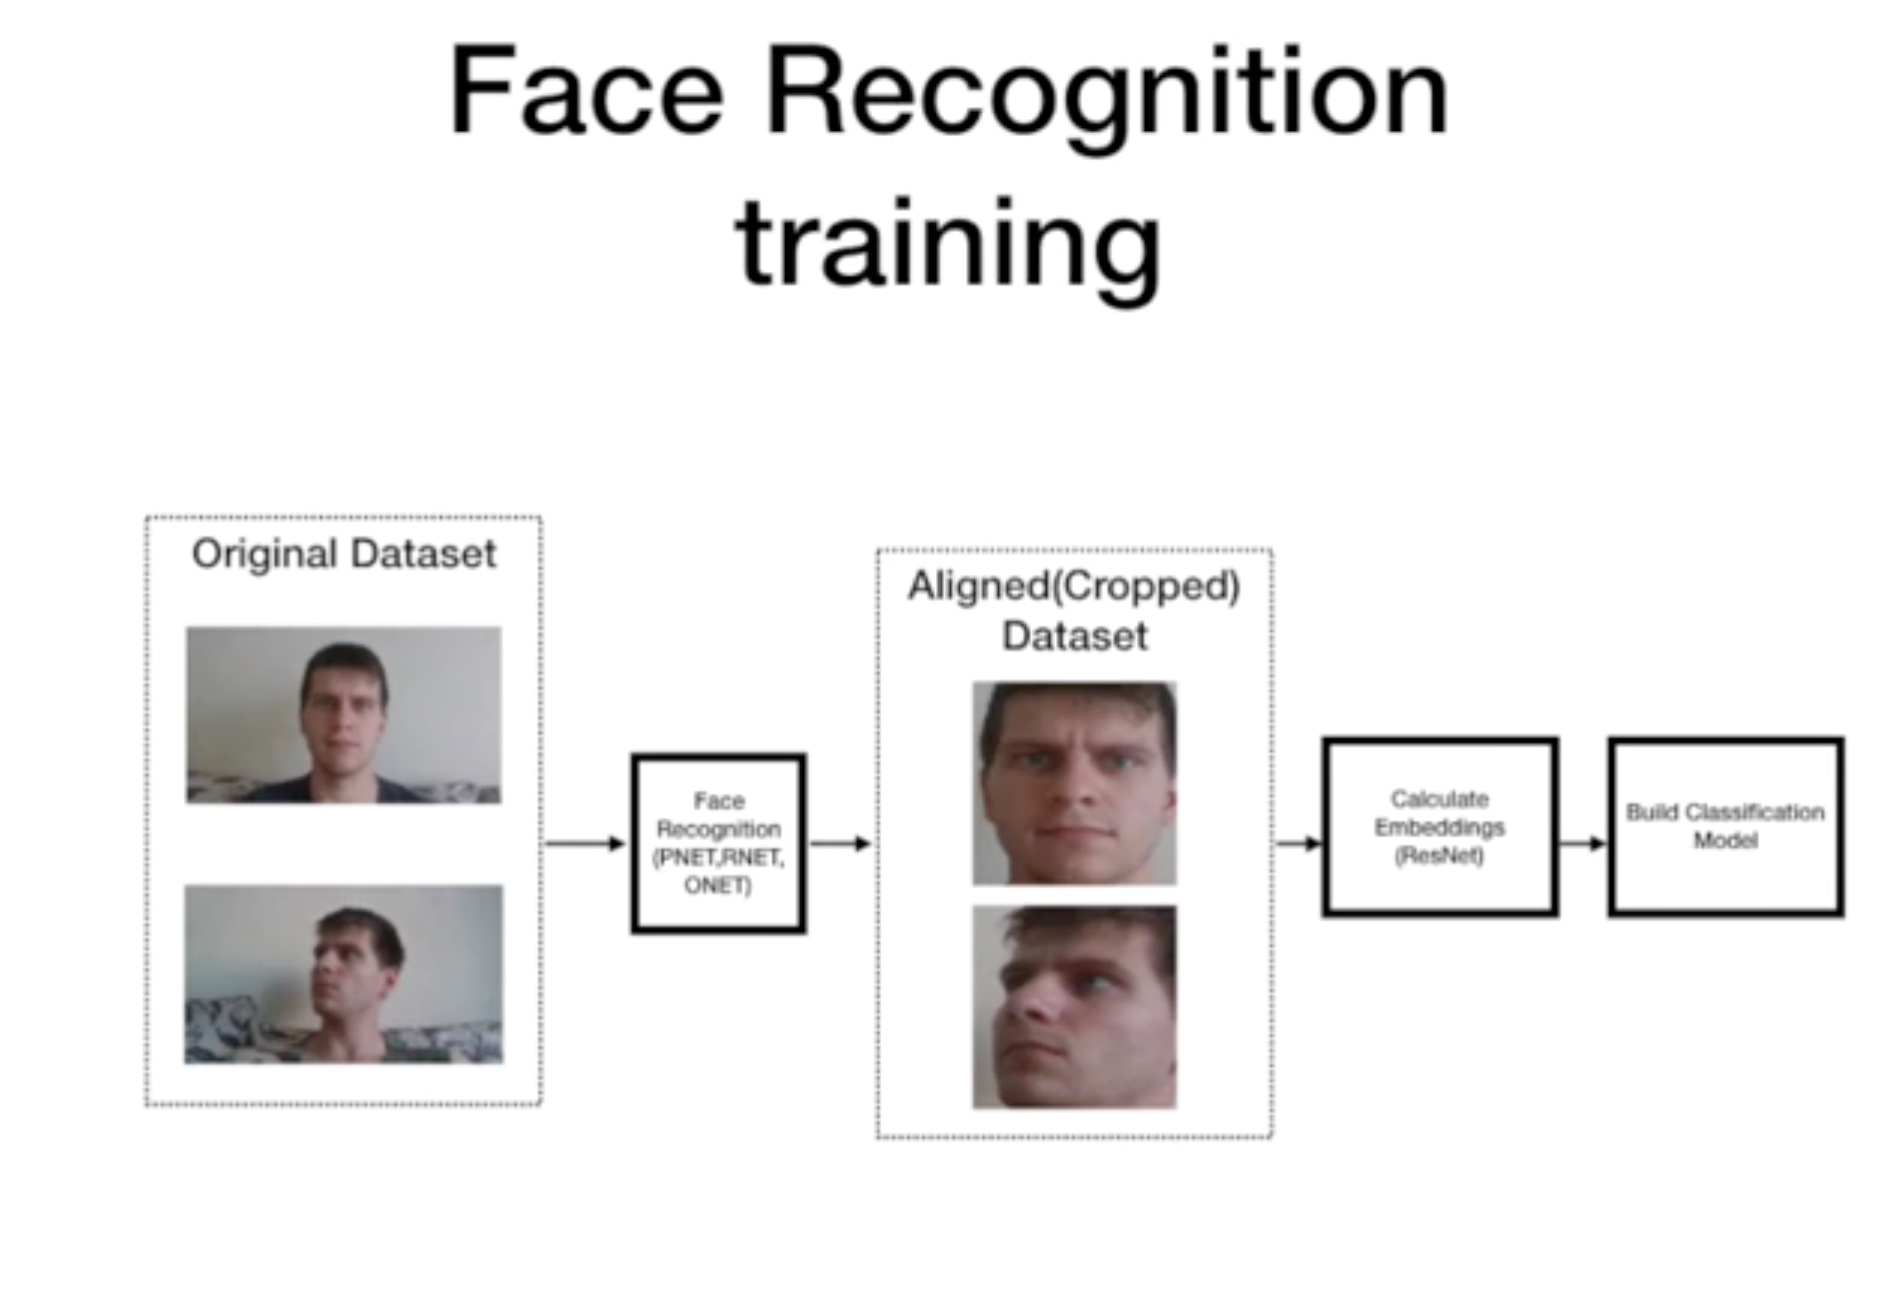 Face Recognition
training
Original Dataset
Face
Recognition
(PNET,RNET,
ONET)
Aligned(Cropped)
Dataset
Calculate
Embeddings
(ResNet)
Build Classification
Model